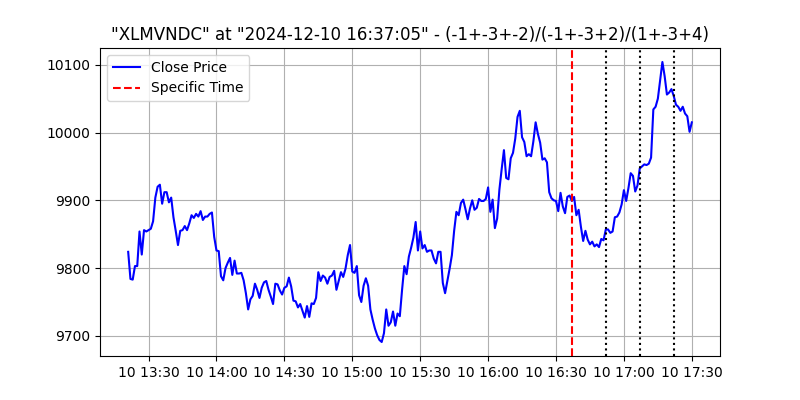 "XLMVNDC" at "2024-12-10 16:37:05" - (-1+-3+-2)/(-1+-3+2)/(1+-3+4)
Close Price
Specific Time
10100
10000
9900
9800
9700
10 13:30 10 14:00 10 14:30 10 15:00 10 15:30 10 16:00 10 16:30 10 17:00 10 17:30